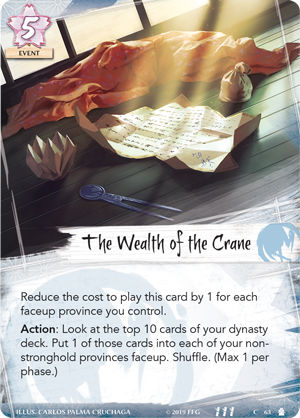 5
EVENT
The Wealth of the Crane
Reduce the cost to play this card by 1 for each
faceup province you control.
Action: Look at the top 10 cards of your dynasty
deck. Put 1 of those cards into each of your non-
stronghold provinces faceup. Shuffle. (Max 1 per
phase.)
ILLUS. CARLOS PALMA CRUCHAGA
©2019 FFG
C 63